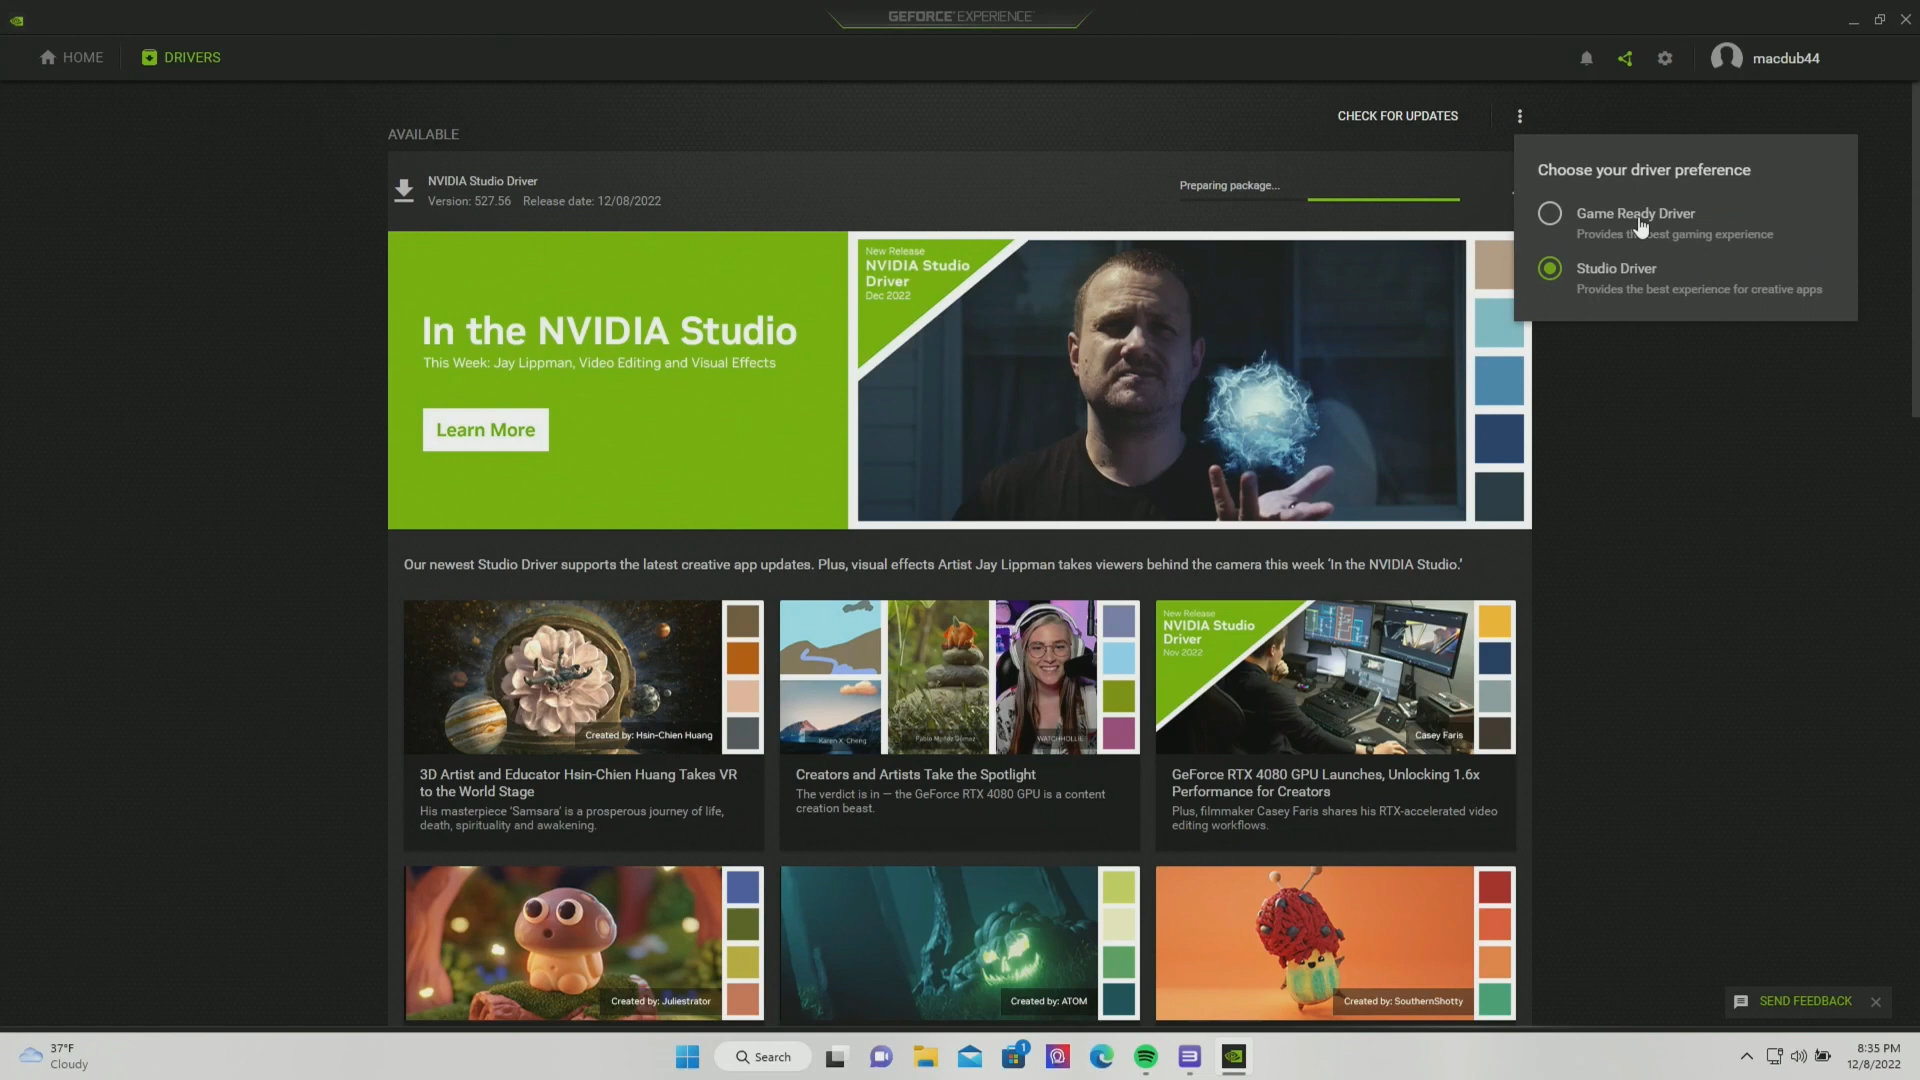 GEFORCE EXPERIENCE
HOME
DRIVERS
macdub44
CHECK FOR UPDATES
AVAILABLE
Choose your driver preference
Game Ready Driver
Provides the best gaming experience
Studio Driver
Provides the best experience for creative apps
NVIDIA Studio Driver
Version: 527.56 Release date: 12/08/2022
Preparing package...
In the NVIDIA Studio
This Week: Jay Lippman, Video Editing and Visual Effects
Learn More
New Release
NVIDIA Studio
Driver
Dec 2022
Our newest Studio Driver supports the latest creative app updates. Plus, visual effects Artist Jay Lippman takes viewers behind the camera this week 'In the NVIDIA Studio.'
Created by: Hsin-Chien Huang
Karen X. Cheng
Pablo Muñoz Gómez
WATCHHOLLIE
New Release
NVIDIA Studio
Driver
Nov 2022
Casey Faris
3D Artist and Educator Hsin-Chien Huang Takes VR
to the World Stage
His masterpiece 'Samsara' is a prosperous journey of life,
death, spirituality and awakening.
Creators and Artists Take the Spotlight
The verdict is in — the GeForce RTX 4080 GPU is a content
creation beast.
GeForce RTX 4080 GPU Launches, Unlocking 1.6x
Performance for Creators
Plus, filmmaker Casey Faris shares his RTX-accelerated video
editing workflows.
Created by: Juliestrator
Created by: ATOM
Created by: SouthernShotty
SEND FEEDBACK
37°F
Cloudy
Search
1
8:35 PM
12/8/2022